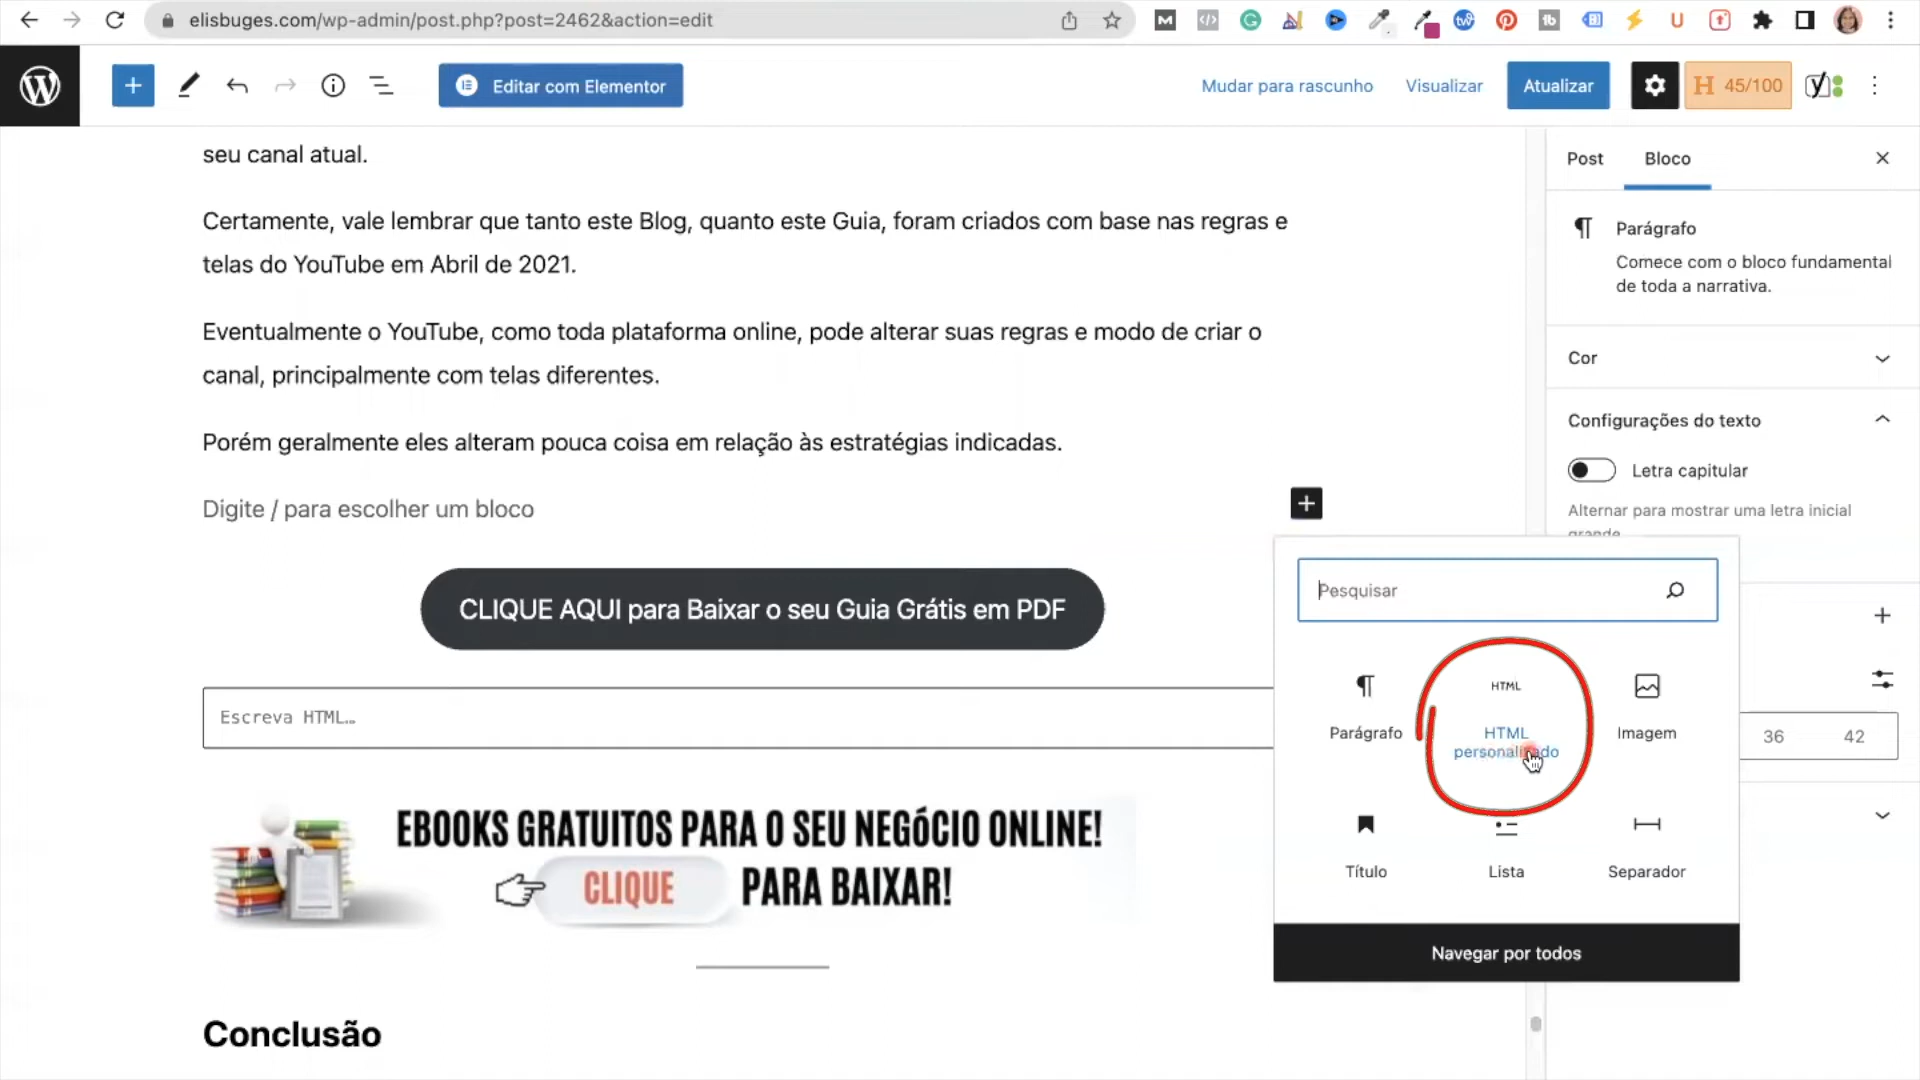 elisbuges.com/wp-admin/post.php?post=2462&action=edit
Editar com Elementor
Mudar para rascunho
Visualizar
Atualizar
H 45/100
seu canal atual.
Certamente, vale lembrar que tanto este Blog, quanto este Guia, foram criados com base nas regras e
telas do YouTube em Abril de 2021.
Eventualmente o YouTube, como toda plataforma online, pode alterar suas regras e modo de criar o
canal, principalmente com telas diferentes.
Porém geralmente eles alteram pouca coisa em relação às estratégias indicadas.
Digite / para escolher um bloco
CLIQUE AQUI para Baixar o seu Guia Grátis em PDF
Escreva HTML…
EBOOKS GRATUITOS PARA O SEU NEGóCIO ONLINE!
CLIQUE PARA BAIXAR!
Conclusão
Post
Bloco
Parágrafo
Comece com o bloco fundamental
de toda a narrativa.
Cor
Configurações do texto
Letra capitular
Alternar para mostrar uma letra inicial
grande.
36
42
Pesquisar
Parágrafo
HTML
HTML
personalizado
Imagem
Título
Lista
Separador
Navegar por todos